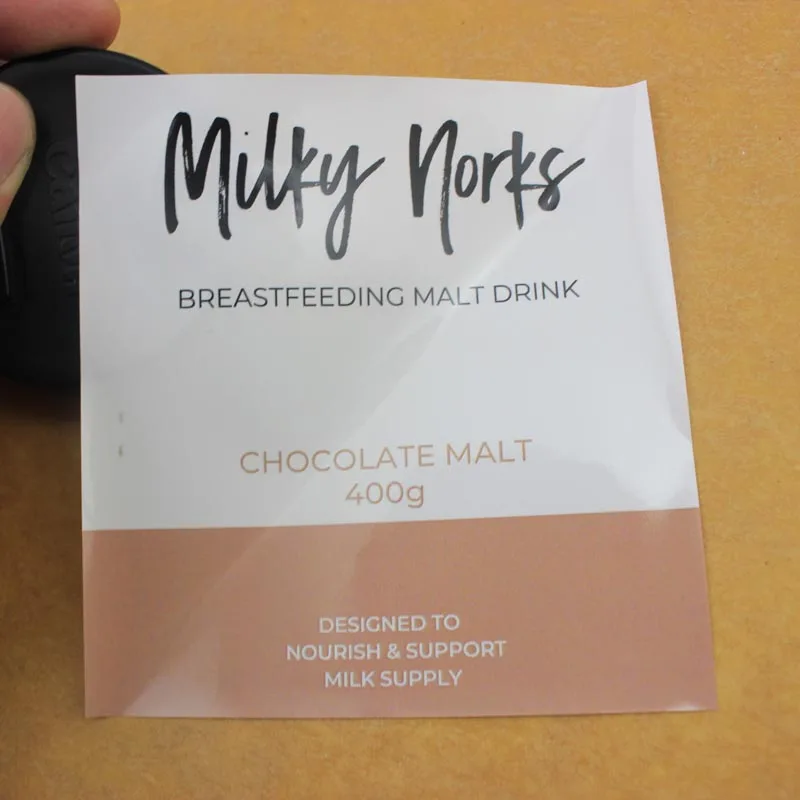 Milky Norks
BREASTFEEDING MALT DRINK
CHOCOLATE MALT
400g
DESIGNED TO
NOURISH & SUPPORT
MILK SUPPLY